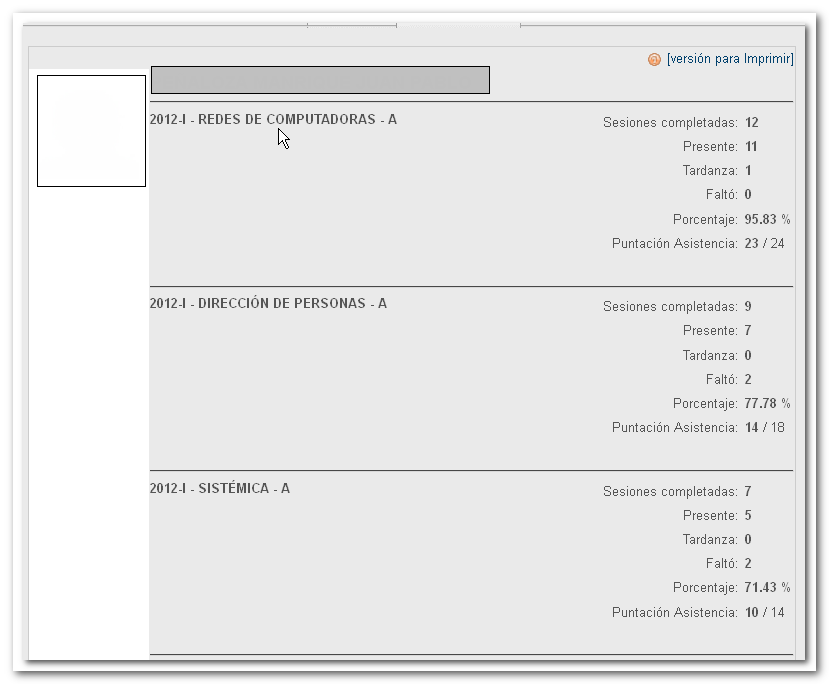 [versión para Imprimir]
2012-I - REDES DE COMPUTADORAS - A
Sesiones completadas: 12
Presente: 11
Tardanza: 1
Faltó: 0
Porcentaje: 95.83 %
Puntación Asistencia: 23 / 24
2012-I - DIRECCIÓN DE PERSONAS - A
Sesiones completadas: 9
Presente: 7
Tardanza: 0
Faltó: 2
Porcentaje: 77.78 %
Puntación Asistencia: 14 / 18
2012-I - SISTÉMICA - A
Sesiones completadas: 7
Presente: 5
Tardanza: 0
Faltó: 2
Porcentaje: 71.43 %
Puntación Asistencia: 10 / 14